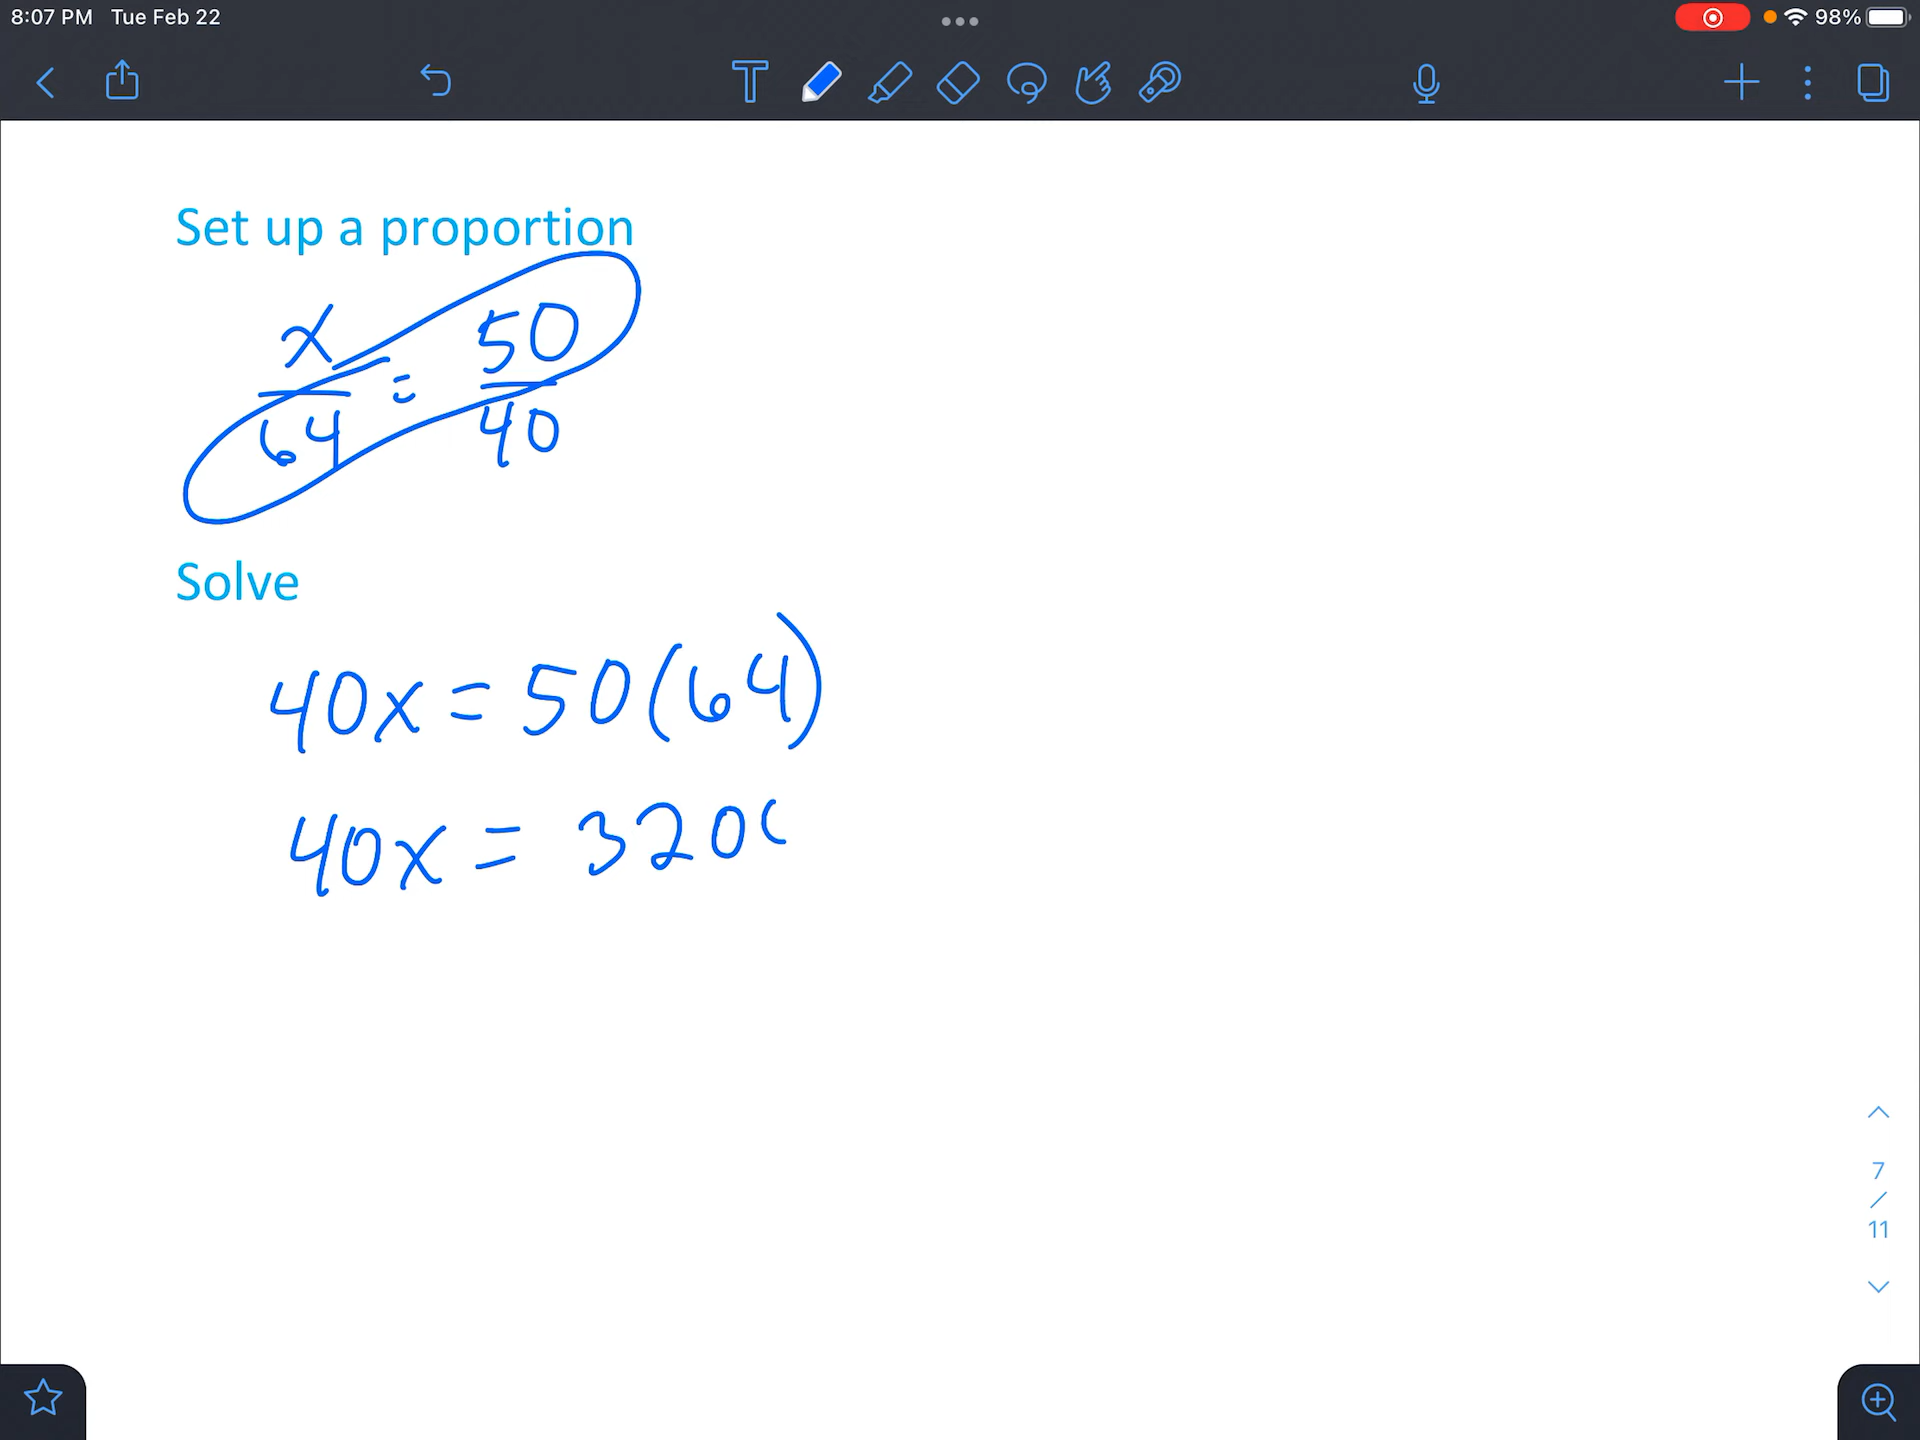 8:07 PM Tue Feb 22
98%
T
Set up a proportion
x/64 = 50/40
Solve
40x = 50(64)
40x = 320(
7
/
11